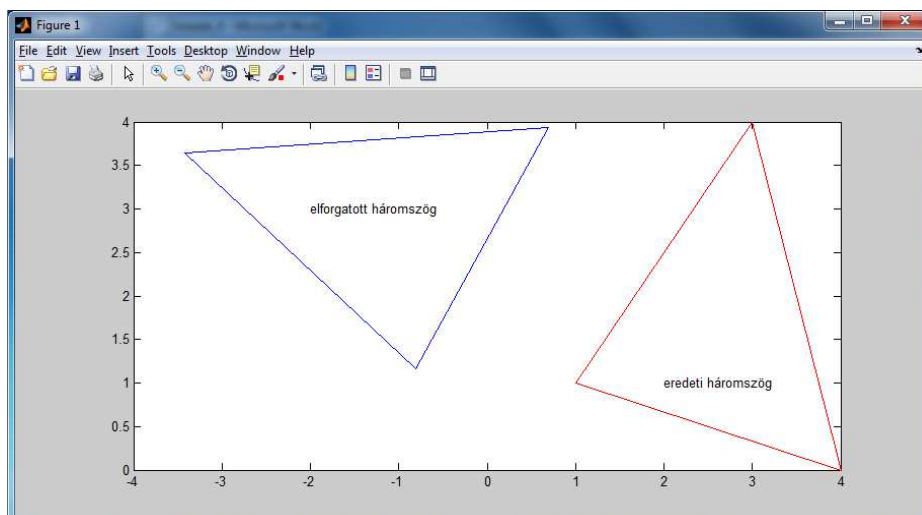 Figure 1
File Edit View Insert Tools Desktop Window Help
4
3.5
3
elforgatott háromszög
2.5
2
1.5
1
eredeti háromszög
0.5
0
-4 -3 -2 -1 0 1 2 3 4